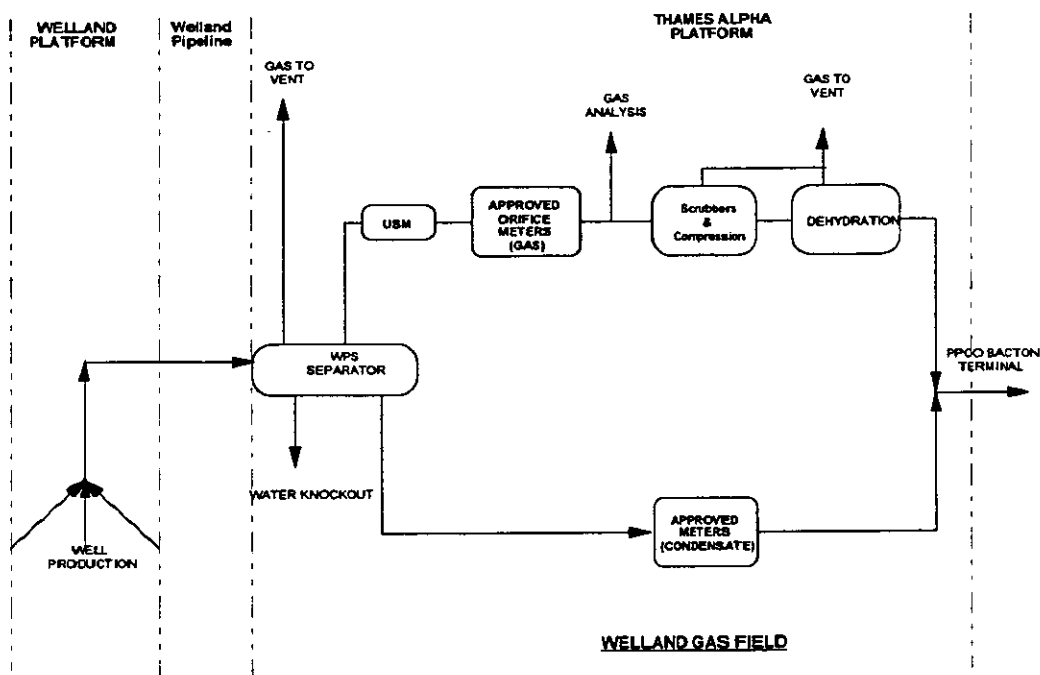 WELLAND
PLATFORM
Welland
Pipeline
THAMES ALPHA
PLATFORM
GAS TO
VENT
GAS
ANALYSIS
GAS TO
VENT
USM
APPROVED
ORIFICE
METERS
(GAS)
Scrubbers
&
Compression
DEHYDRATION
WPS
SEPARATOR
PPCO BACTON
TERMINAL
WATER KNOCKOUT
APPROVED
METERS
(CONDENSATE)
WELL
PRODUCTION
WELLAND GAS FIELD